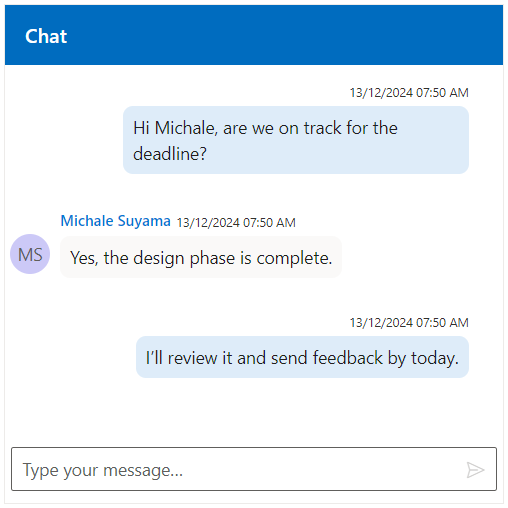 Chat
13/12/2024 07:50 AM
Hi Michale, are we on track for the
deadline?
Michale Suyama 13/12/2024 07:50 AM
MS
Yes, the design phase is complete.
13/12/2024 07:50 AM
I’ll review it and send feedback by today.
Type your message…